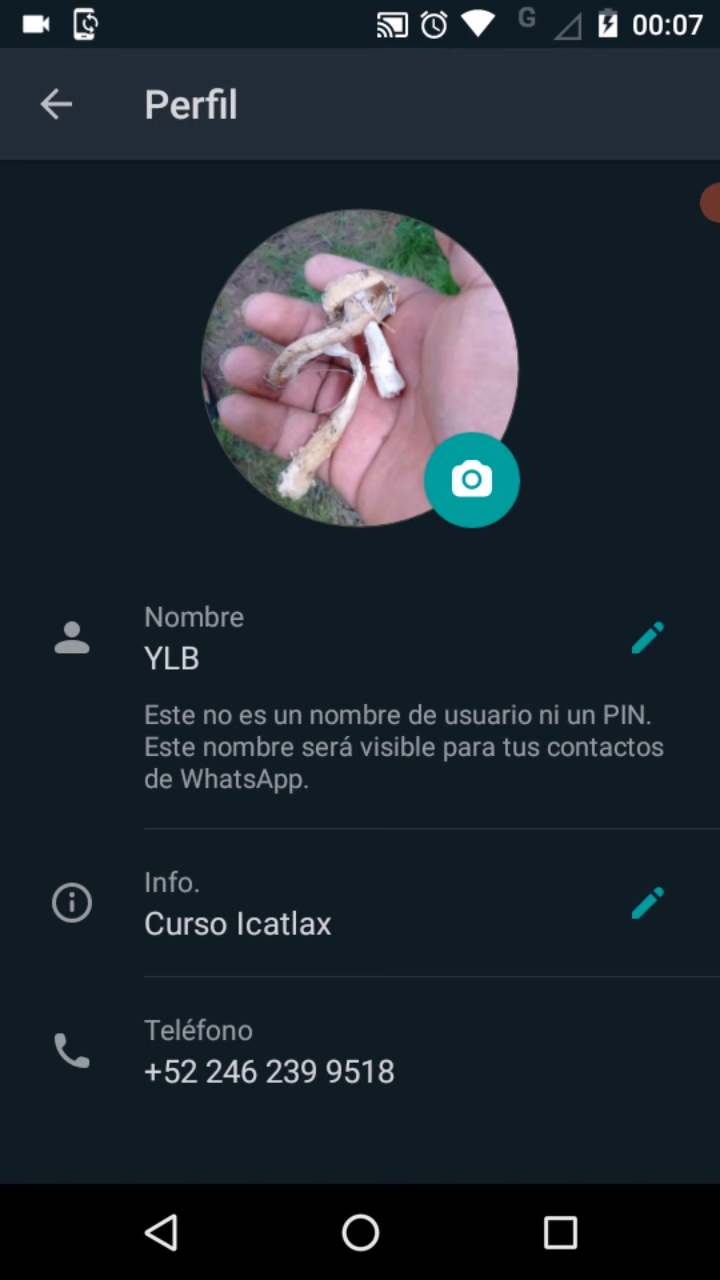 G 00:07
Perfil
Nombre
YLB
Este no es un nombre de usuario ni un PIN.
Este nombre será visible para tus contactos
de WhatsApp.
Info.
Curso Icatlax
Teléfono
+52 246 239 9518